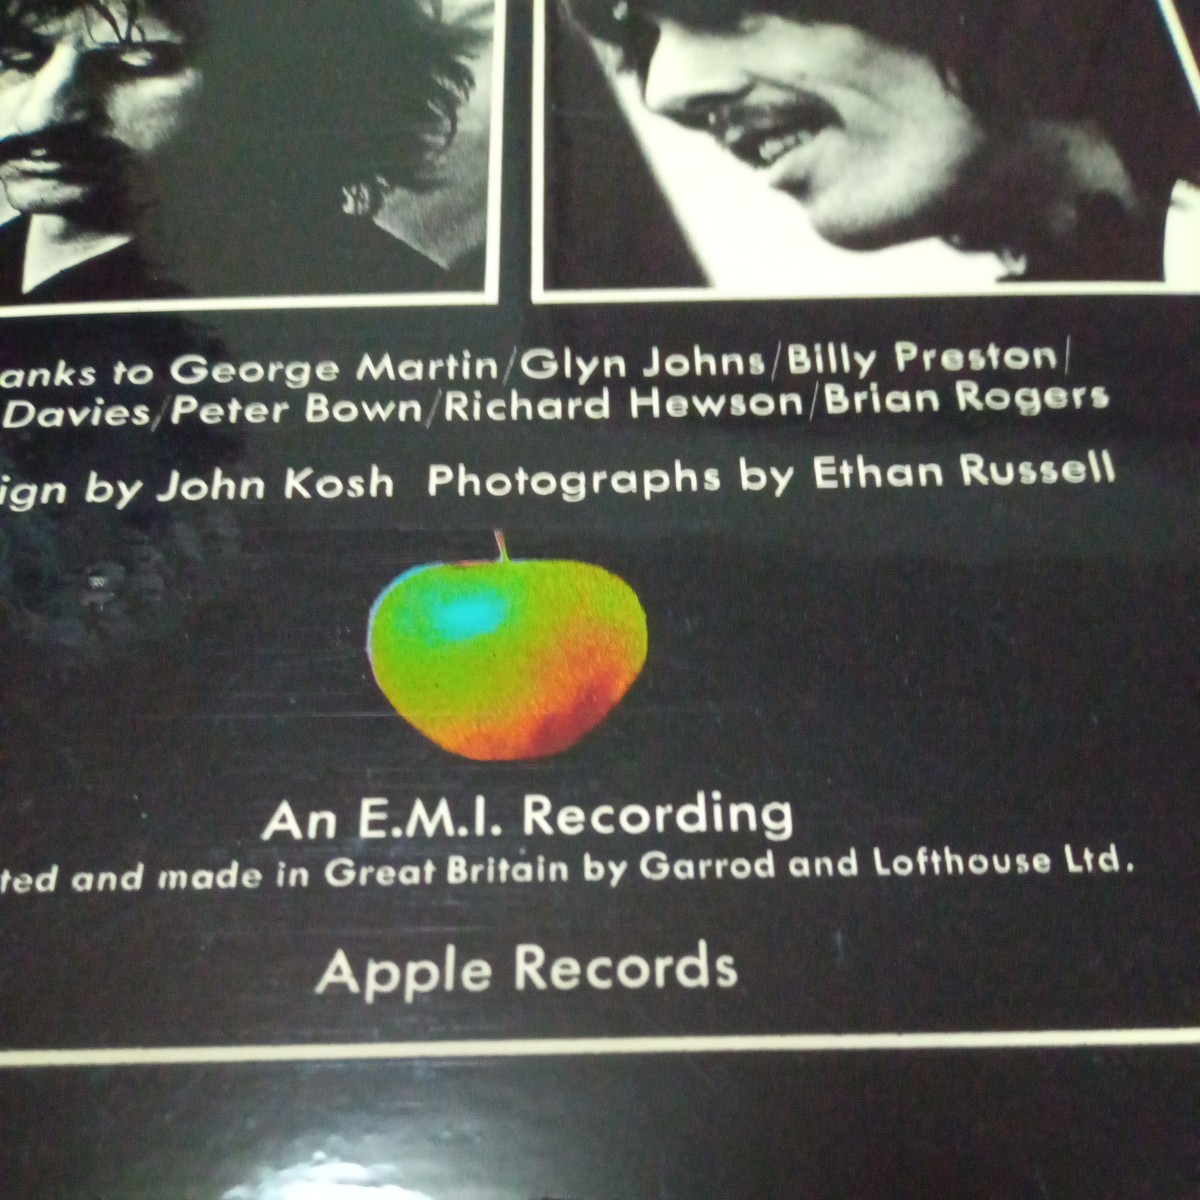 anks to George Martin/Glyn Johns/Billy Preston/
Davies/Peter Bown/Richard Hewson/Brian Rogers
ign by John Kosh Photographs by Ethan Russell
An E.M.I. Recording
ted and made in Great Britain by Garrod and Lofthouse Ltd.
Apple Records